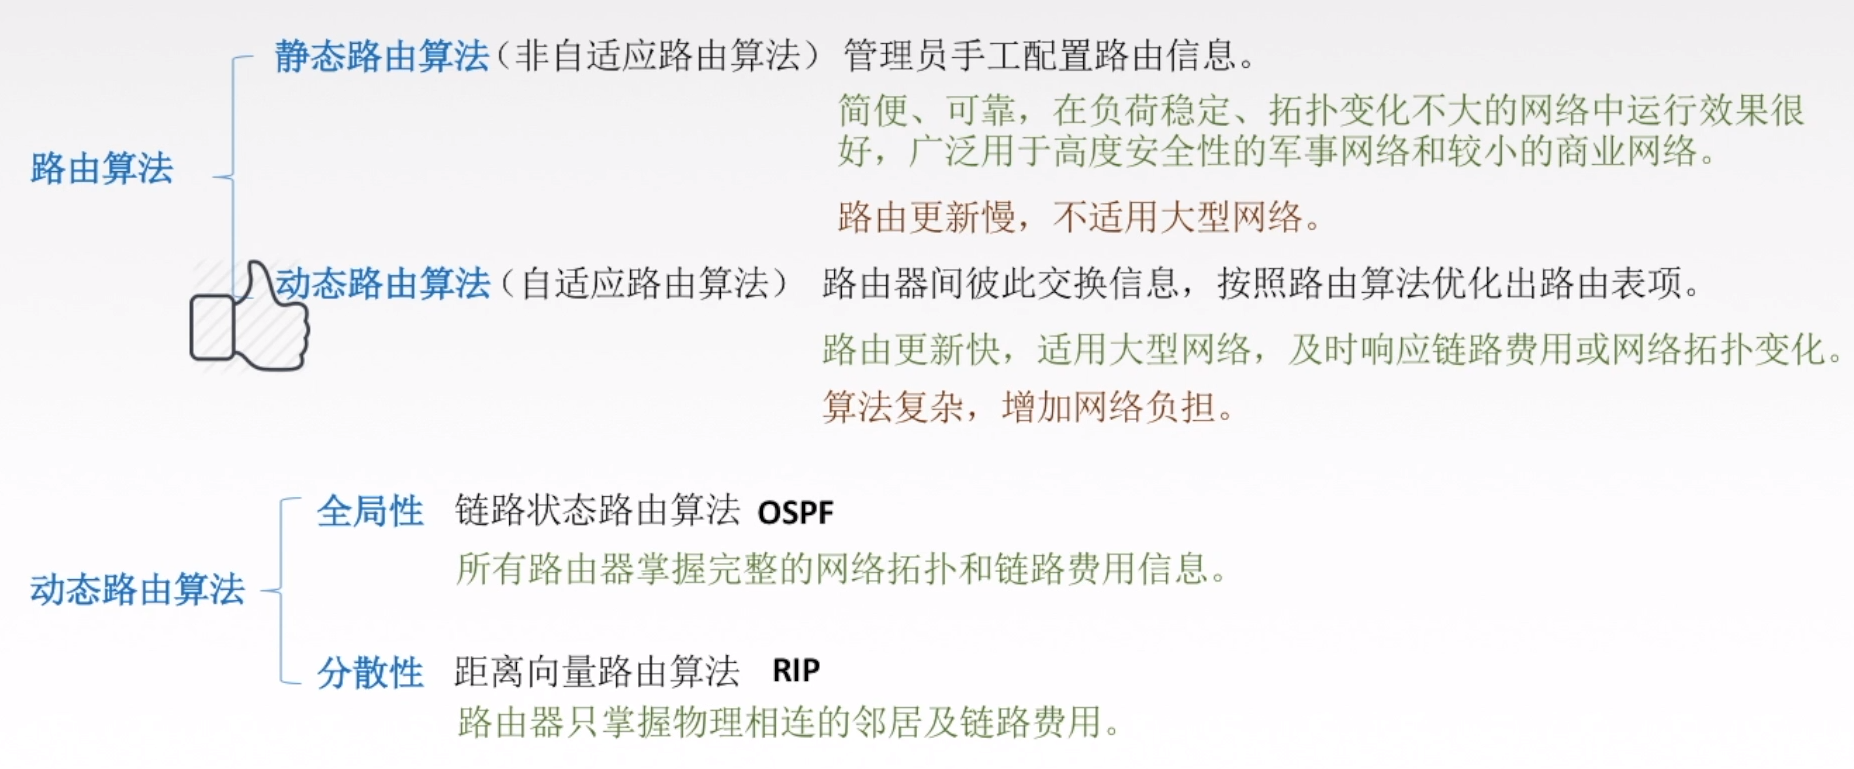 静态路由算法（非自适应路由算法） 管理员手工配置路由信息。
简便、可靠，在负荷稳定、拓扑变化不大的网络中运行效果很
好，广泛用于高度安全性的军事网络和较小的商业网络。
路由算法
路由更新慢，不适用大型网络。
动态路由算法（自适应路由算法） 路由器间彼此交换信息，按照路由算法优化出路由表项。
路由更新快，适用大型网络，及时响应链路费用或网络拓扑变化。
算法复杂，增加网络负担。
全局性 链路状态路由算法 OSPF
所有路由器掌握完整的网络拓扑和链路费用信息。
动态路由算法
分散性 距离向量路由算法 RIP
路由器只掌握物理相连的邻居及链路费用。